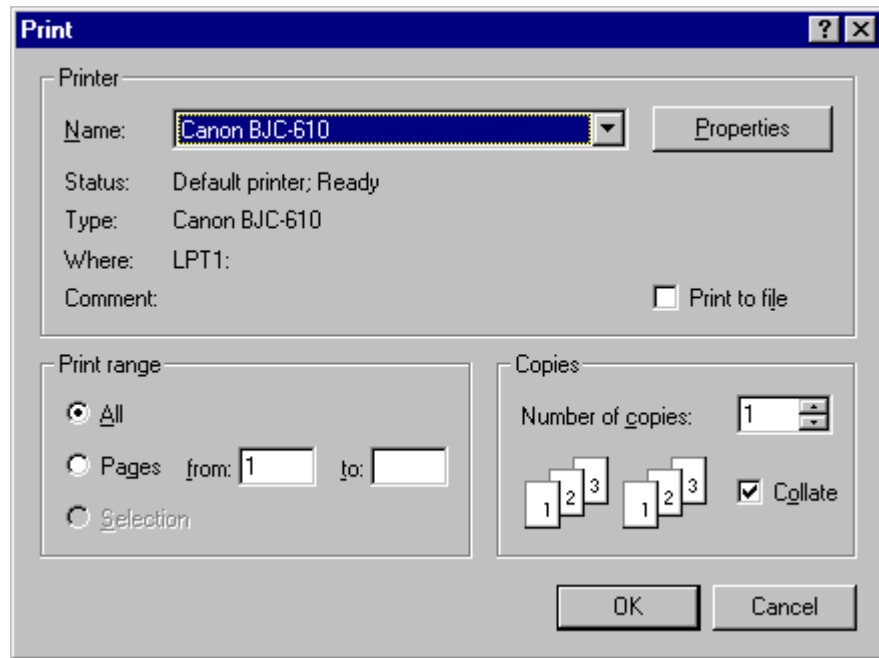 Print
Printer
Name: Canon BJC-610 Properties
Status: Default printer; Ready
Type: Canon BJC-610
Where: LPT1:
Comment: Print to file
Print range
All
Pages from: 1 to:
Selection
Copies
Number of copies: 1
1 2 3 1 2 3 Collate
OK Cancel